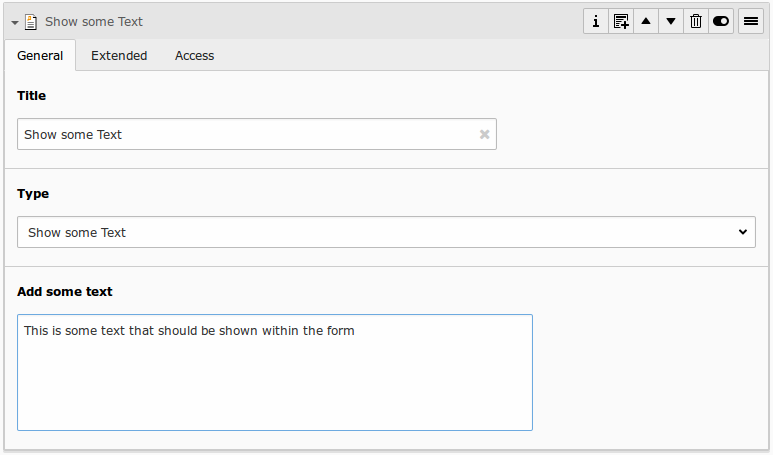 Show some Text
General Extended Access
Title
Show some Text
Type
Show some Text
Add some text
This is some text that should be shown within the form